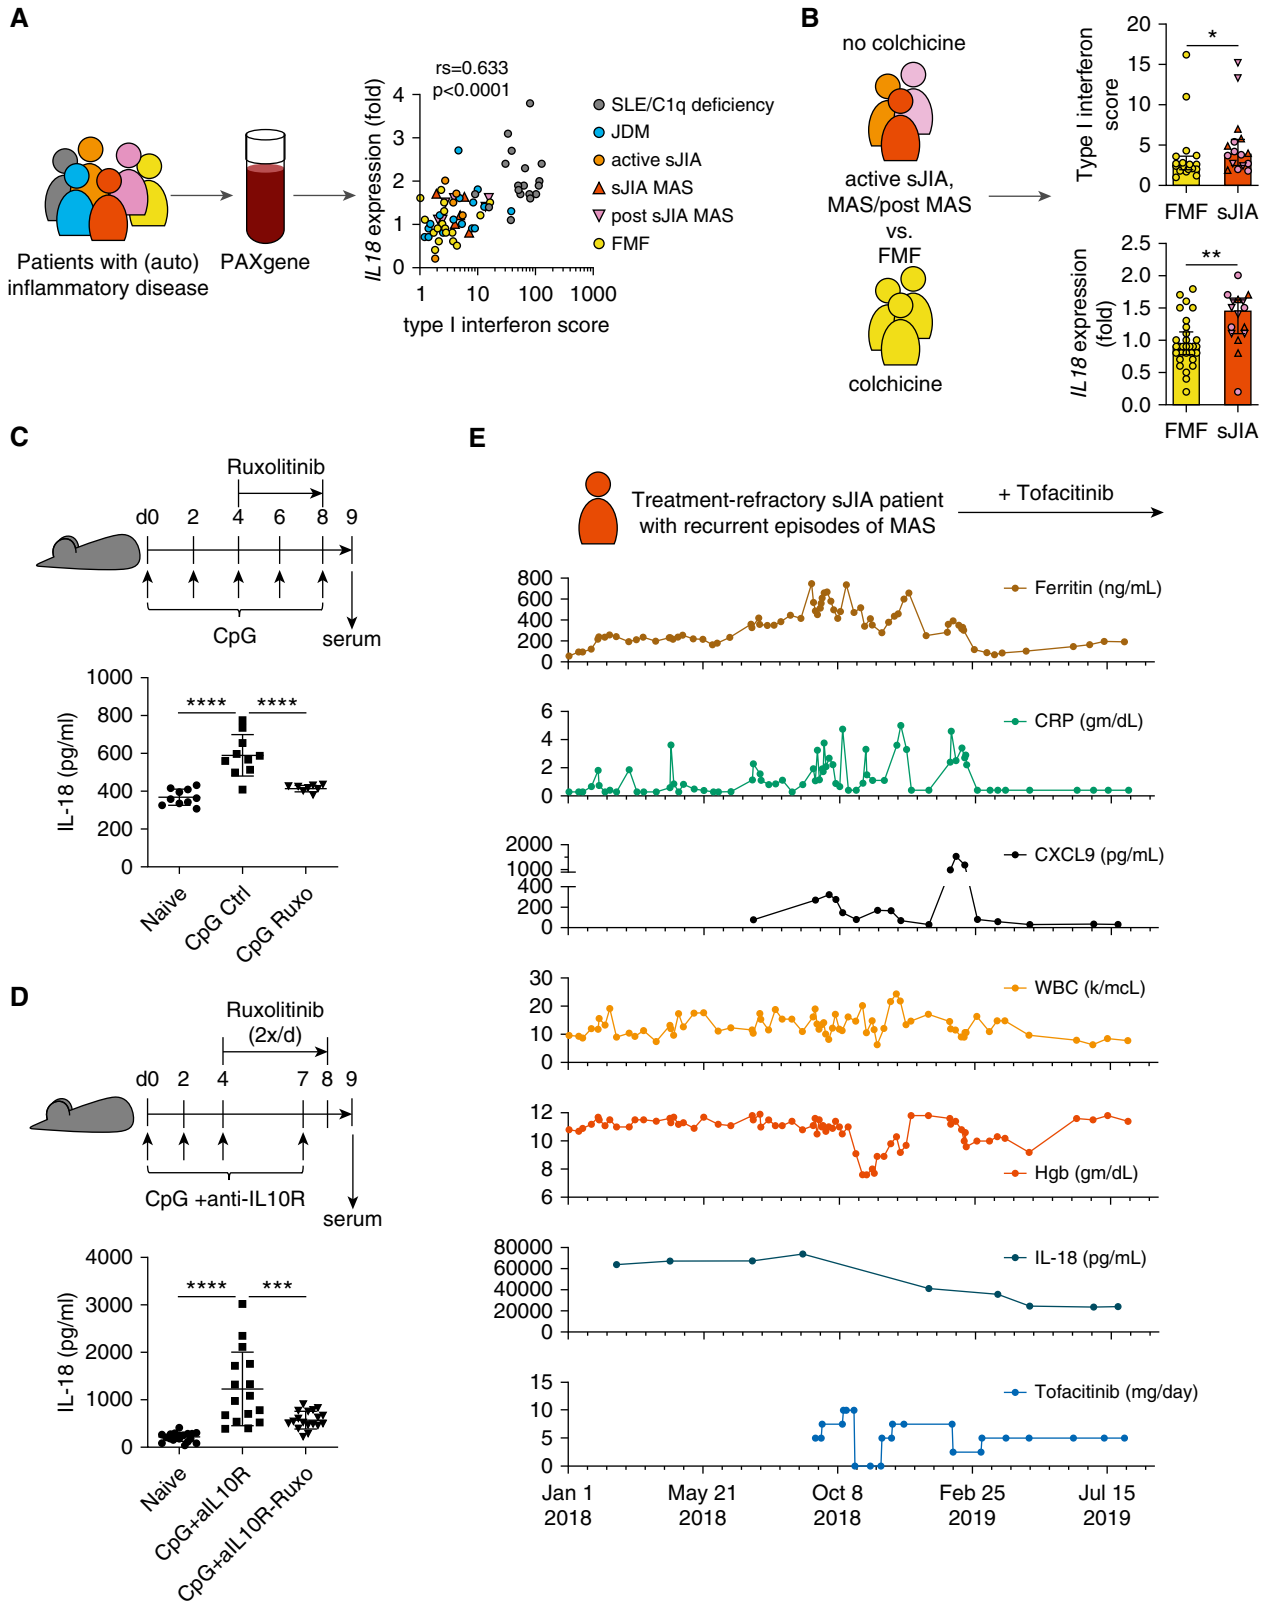 A
Patients with (auto)
inflammatory disease
PAXgene
rs=0.633
p<0.0001
IL18 expression (fold)
4
3
2
1
0
1
10
100
1000
type I interferon score
SLE/C1q deficiency
JDM
active sJIA
sJIA MAS
post sJIA MAS
FMF
B
no colchicine
active sJIA,
MAS/post MAS
vs.
FMF
colchicine
Type I interferon
score
20
15
10
5
0
*
FMF
sJIA
IL18 expression
(fold)
2.5
2.0
1.5
1.0
0.5
0.0
**
FMF
sJIA
C
Ruxolitinib
d0
2
4
6
8
9
CpG
serum
IL-18 (pg/ml)
1000
800
600
400
200
0
****
****
Naive
CpG Ctrl
CpG Ruxo
D
Ruxolitinib
(2x/d)
d0
2
4
7
8
9
CpG +anti-IL10R
serum
IL-18 (pg/ml)
4000
3000
2000
1000
0
****
***
Naive
CpG+aIL10R
CpG+aIL10R-Ruxo
E
Treatment-refractory sJIA patient
with recurrent episodes of MAS
+ Tofacitinib
800
600
400
200
0
Ferritin (ng/mL)
6
4
2
0
CRP (gm/dL)
2000
1000
400
200
0
CXCL9 (pg/mL)
30
20
10
0
WBC (k/mcL)
12
10
8
6
Hgb (gm/dL)
80000
60000
40000
20000
0
IL-18 (pg/mL)
15
10
5
0
Tofacitinib (mg/day)
Jan 1
2018
May 21
2018
Oct 8
2018
Feb 25
2019
Jul 15
2019